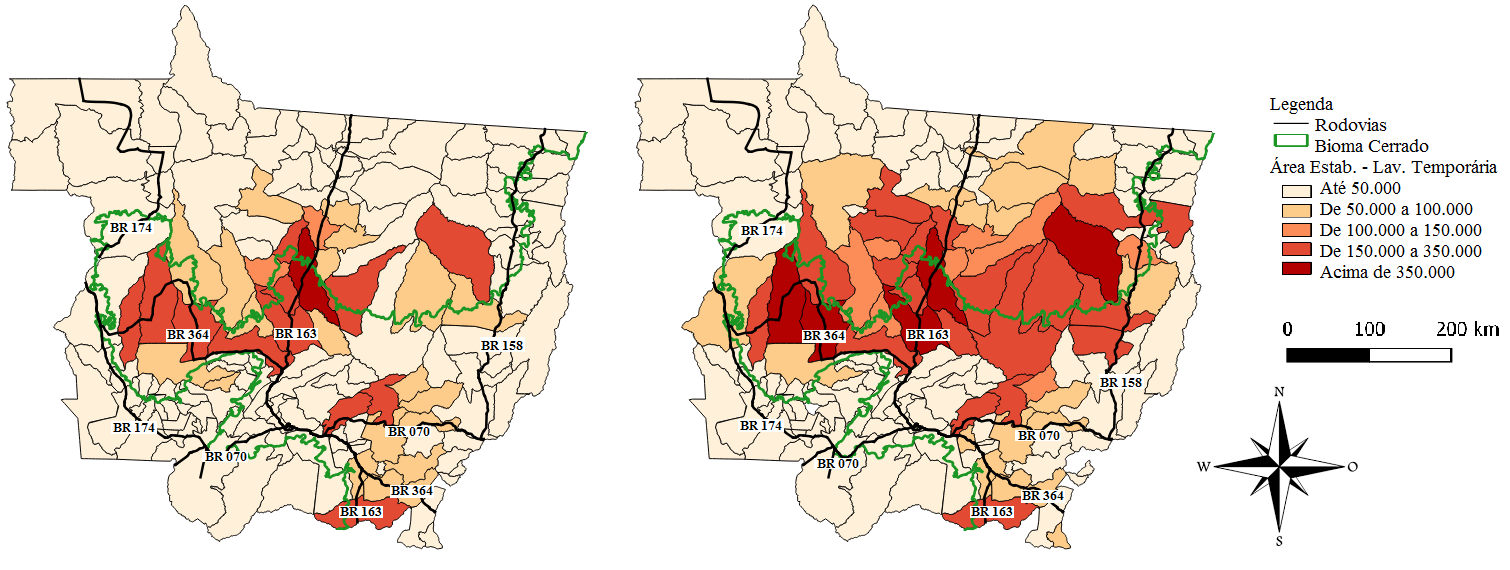 BR 174
BR 364
BR 163
BR 158
BR 174
BR 070
BR 070
BR 364
BR 163
BR 174
BR 364
BR 163
BR 158
BR 174
BR 070
BR 070
BR 364
BR 163
Legenda
Rodovias
Bioma Cerrado
Área Estab. - Lav. Temporária
Até 50.000
De 50.000 a 100.000
De 100.000 a 150.000
De 150.000 a 350.000
Acima de 350.000
0 100 200 km
N
W O
S